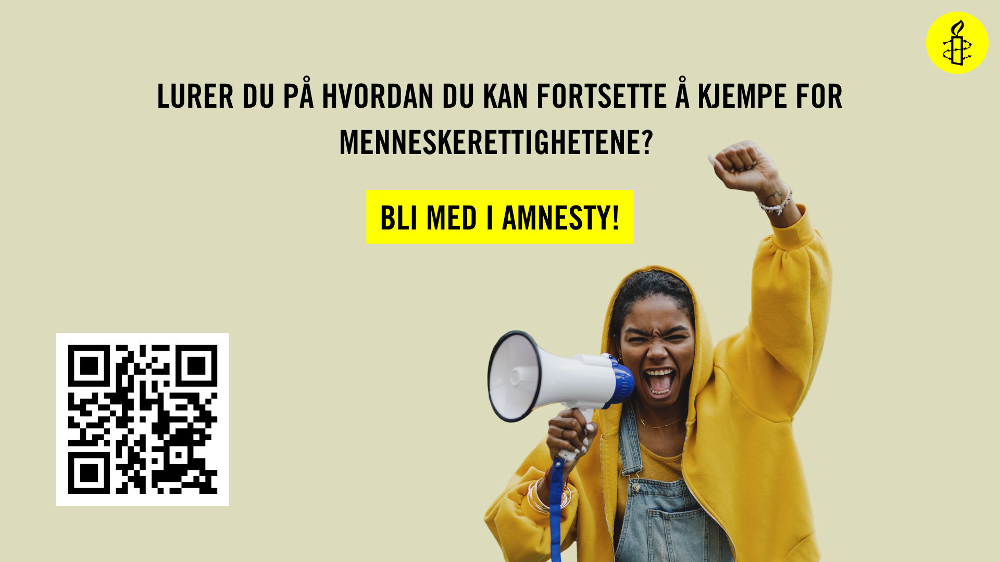 LURER DU PÅ HVORDAN DU KAN FORTSETTE Å KJEMPE FOR
MENNESKERETTIGHETENE?
BLI MED I AMNESTY!